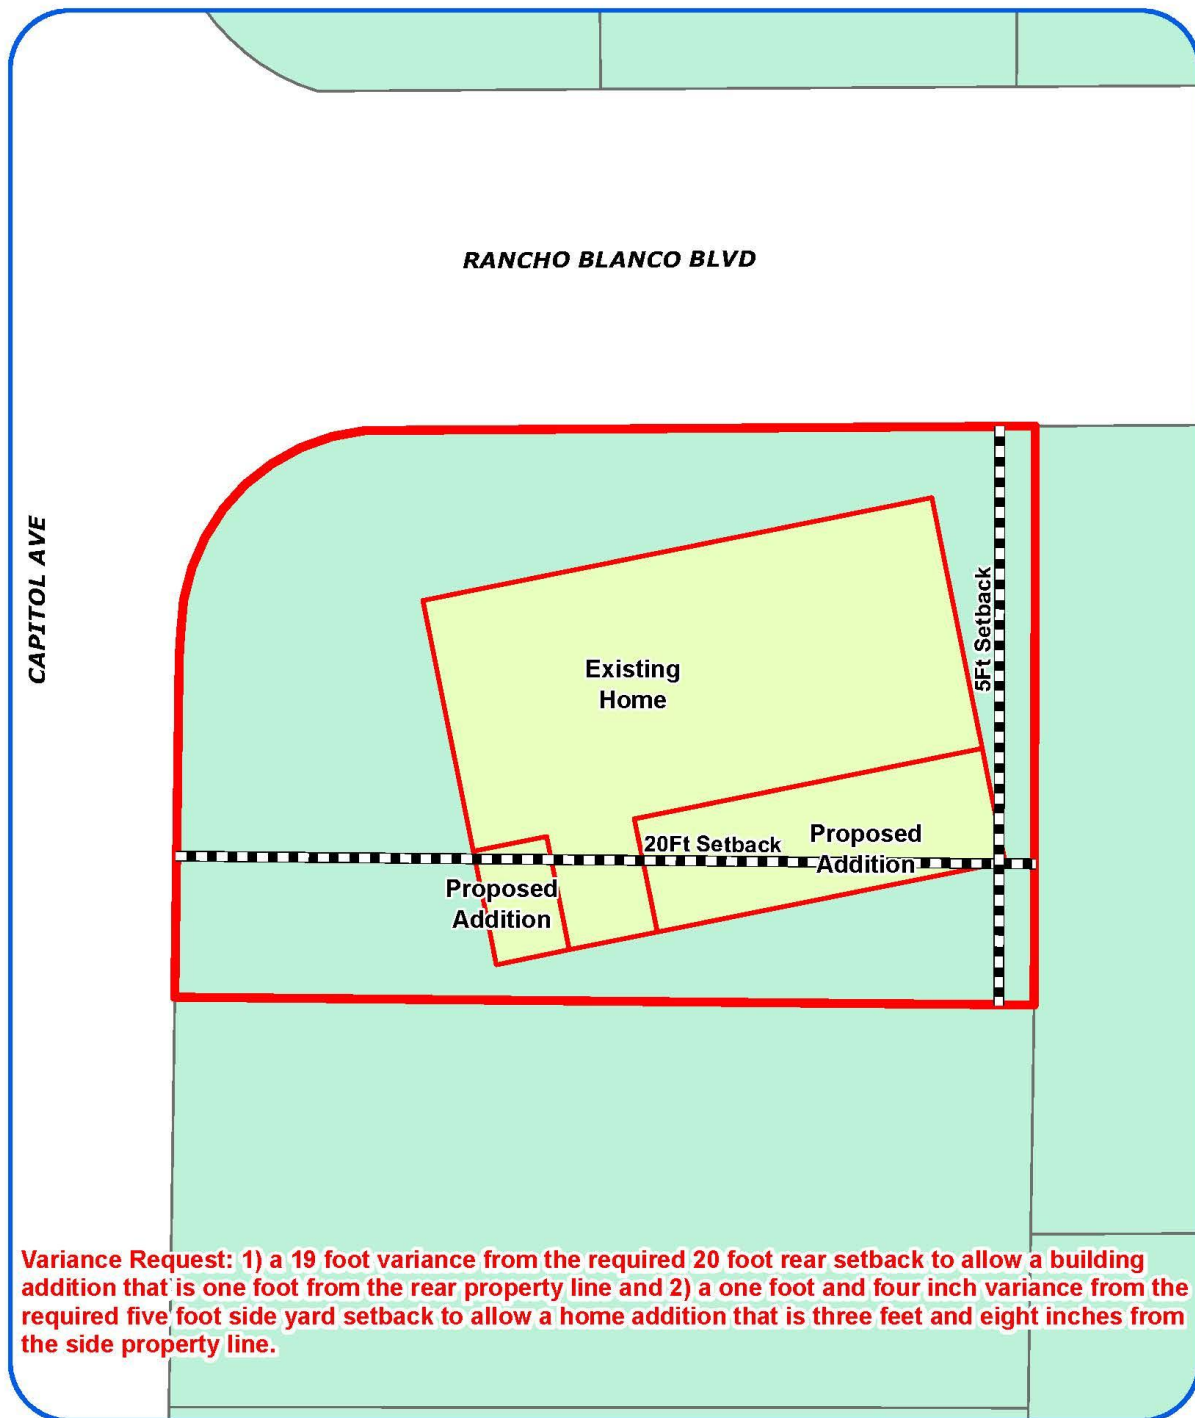 RANCHO BLANCO BLVD
CAPITOL AVE
5Ft Setback
Existing
Home
20Ft Setback
Proposed
Addition
Proposed
Addition
Variance Request: 1) a 19 foot variance from the required 20 foot rear setback to allow a building
addition that is one foot from the rear property line and 2) a one foot and four inch variance from the
required five foot side yard setback to allow a home addition that is three feet and eight inches from
the side property line.